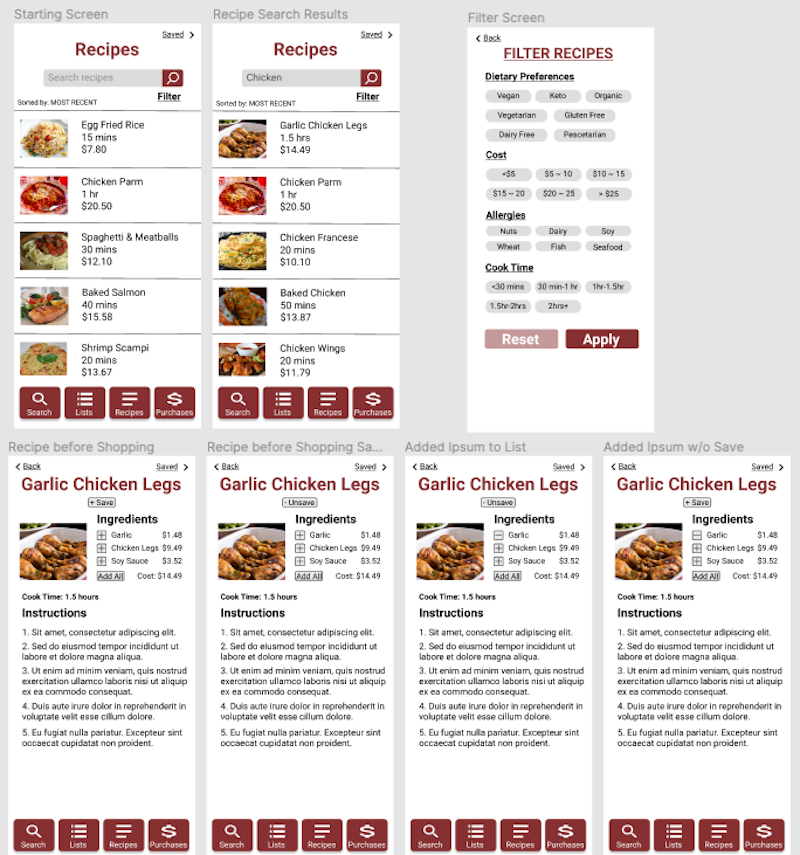 Starting Screen
Saved
Recipes
Search recipes
Filter
Sorted by: MOST RECENT
Egg Fried Rice
15 mins
$7.80
Chicken Parm
1 hr
$20.50
Spaghetti & Meatballs
30 mins
$12.10
Baked Salmon
40 mins
$15.58
Shrimp Scampi
20 mins
$13.67
Search Lists Recipes Purchases
Recipe Search Results
Saved
Recipes
Chicken
Filter
Sorted by: MOST RECENT
Garlic Chicken Legs
1.5 hrs
$14.49
Chicken Parm
1 hr
$20.50
Chicken Francese
20 mins
$10.10
Baked Chicken
50 mins
$13.87
Chicken Wings
20 mins
$11.79
Search Lists Recipes Purchases
Filter Screen
Back
FILTER RECIPES
Dietary Preferences
Vegan Keto Organic
Vegetarian Gluten Free
Dairy Free Pescetarian
Cost
<$5 $5 ~ 10 $10 ~ 15
$15 ~ 20 $20 ~ 25 > $25
Allergies
Nuts Dairy Soy
Wheat Fish Seafood
Cook Time
<30 mins 30 min-1 hr 1hr-1.5hr
1.5hr-2hrs 2hrs+
Reset Apply
Recipe before Shopping
Back Saved
Garlic Chicken Legs
+ Save
Ingredients
Garlic $1.48
Chicken Legs $9.49
Soy Sauce $3.52
Add All Cost: $14.49
Cook Time: 1.5 hours
Instructions
1. Sit amet, consectetur adipiscing elit.
2. Sed do eiusmod tempor incididunt ut
labore et dolore magna aliqua.
3. Ut enim ad minim veniam, quis nostrud
exercitation ullamco laboris nisi ut aliquip
ex ea commodo consequat.
4. Duis aute irure dolor in reprehenderit in
voluptate velit esse cillum dolore.
5. Eu fugiat nulla pariatur. Excepteur sint
occaecat cupidatat non proident.
Search Lists Recipes Purchases
Recipe before Shopping Sa...
Back Saved
Garlic Chicken Legs
- Unsave
Ingredients
Garlic $1.48
Chicken Legs $9.49
Soy Sauce $3.52
Add All Cost: $14.49
Cook Time: 1.5 hours
Instructions
1. Sit amet, consectetur adipiscing elit.
2. Sed do eiusmod tempor incididunt ut
labore et dolore magna aliqua.
3. Ut enim ad minim veniam, quis nostrud
exercitation ullamco laboris nisi ut aliquip
ex ea commodo consequat.
4. Duis aute irure dolor in reprehenderit in
voluptate velit esse cillum dolore.
5. Eu fugiat nulla pariatur. Excepteur sint
occaecat cupidatat non proident.
Search Lists Recipes Purchases
Added Ipsum to List
Back Saved
Garlic Chicken Legs
- Unsave
Ingredients
Garlic $1.48
Chicken Legs $9.49
Soy Sauce $3.52
Add All Cost: $14.49
Cook Time: 1.5 hours
Instructions
1. Sit amet, consectetur adipiscing elit.
2. Sed do eiusmod tempor incididunt ut
labore et dolore magna aliqua.
3. Ut enim ad minim veniam, quis nostrud
exercitation ullamco laboris nisi ut aliquip
ex ea commodo consequat.
4. Duis aute irure dolor in reprehenderit in
voluptate velit esse cillum dolore.
5. Eu fugiat nulla pariatur. Excepteur sint
occaecat cupidatat non proident.
Search Lists Recipes Purchases
Added Ipsum w/o Save
Back Saved
Garlic Chicken Legs
+ Save
Ingredients
Garlic $1.48
Chicken Legs $9.49
Soy Sauce $3.52
Add All Cost: $14.49
Cook Time: 1.5 hours
Instructions
1. Sit amet, consectetur adipiscing elit.
2. Sed do eiusmod tempor incididunt ut
labore et dolore magna aliqua.
3. Ut enim ad minim veniam, quis nostrud
exercitation ullamco laboris nisi ut aliquip
ex ea commodo consequat.
4. Duis aute irure dolor in reprehenderit in
voluptate velit esse cillum dolore.
5. Eu fugiat nulla pariatur. Excepteur sint
occaecat cupidatat non proident.
Search Lists Recipes Purchases